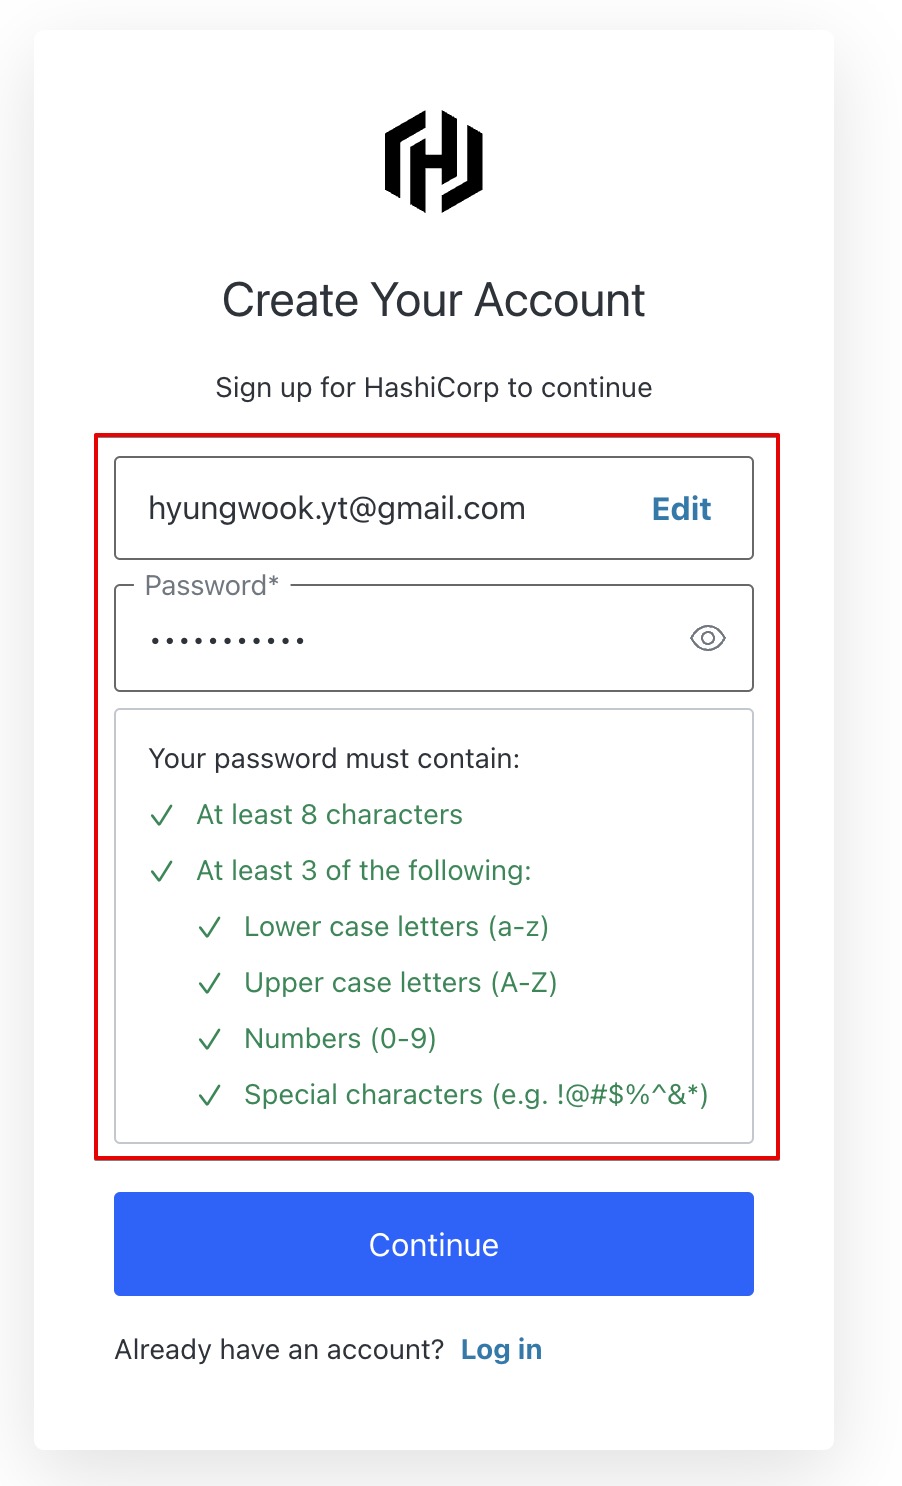 Create Your Account
Sign up for HashiCorp to continue
hyungwook.yt@gmail.com Edit
Password*
•••••••••••
Your password must contain:
At least 8 characters
At least 3 of the following:
Lower case letters (a-z)
Upper case letters (A-Z)
Numbers (0-9)
Special characters (e.g. !@#$%^&*)
Continue
Already have an account? Log in